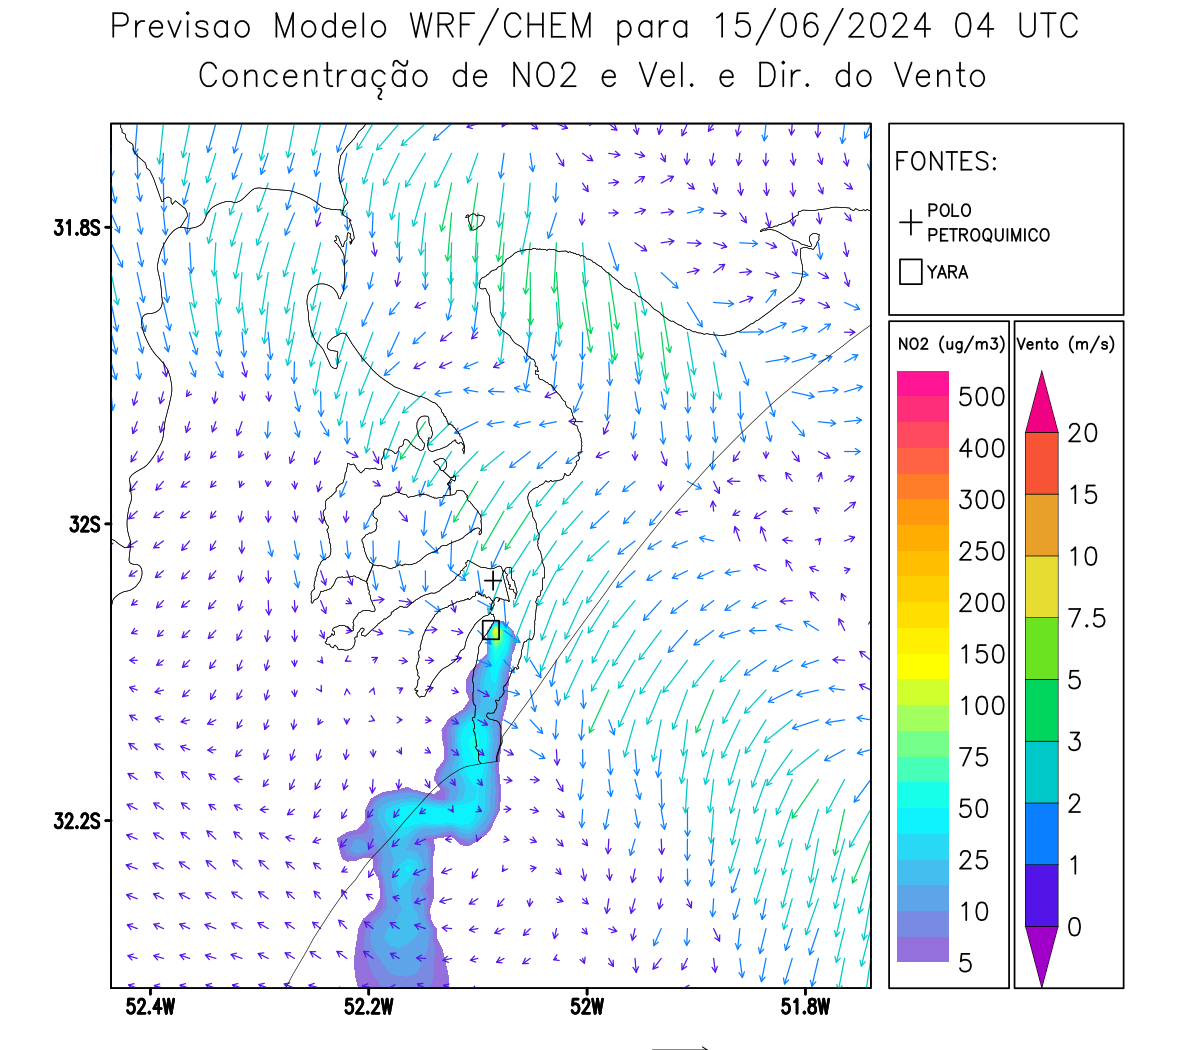 Previsao Modelo WRF/CHEM para 15/06/2024 04 UTC
Concentração de NO2 e Vel. e Dir. do Vento
FONTES:
POLO
PETROQUIMICO
YARA
NO2 (ug/m3)
500
400
300
250
200
150
100
75
50
25
10
5
Vento (m/s)
20
15
10
7.5
5
3
2
1
0
31.8S
32S
32.2S
52.4W
52.2W
52W
51.8W